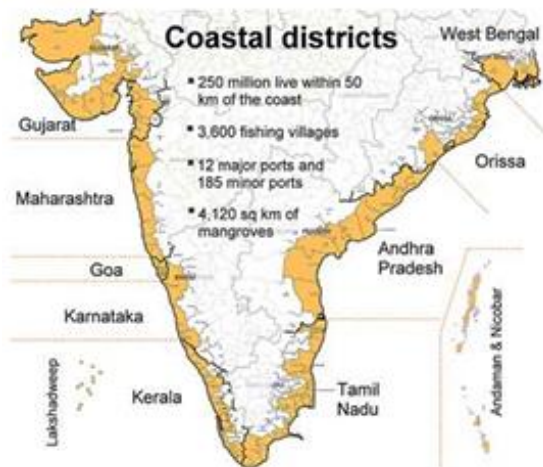 Coastal districts
West Bengal
▪ 250 million live within 50
km of the coast
▪ 3,600 fishing villages
▪ 12 major ports and
185 minor ports
▪ 4,120 sq km of
mangroves
Gujarat
Orissa
Maharashtra
Andhra
Pradesh
Goa
Karnataka
Lakshadweep
Kerala
Tamil
Nadu
Andaman & Nicobar